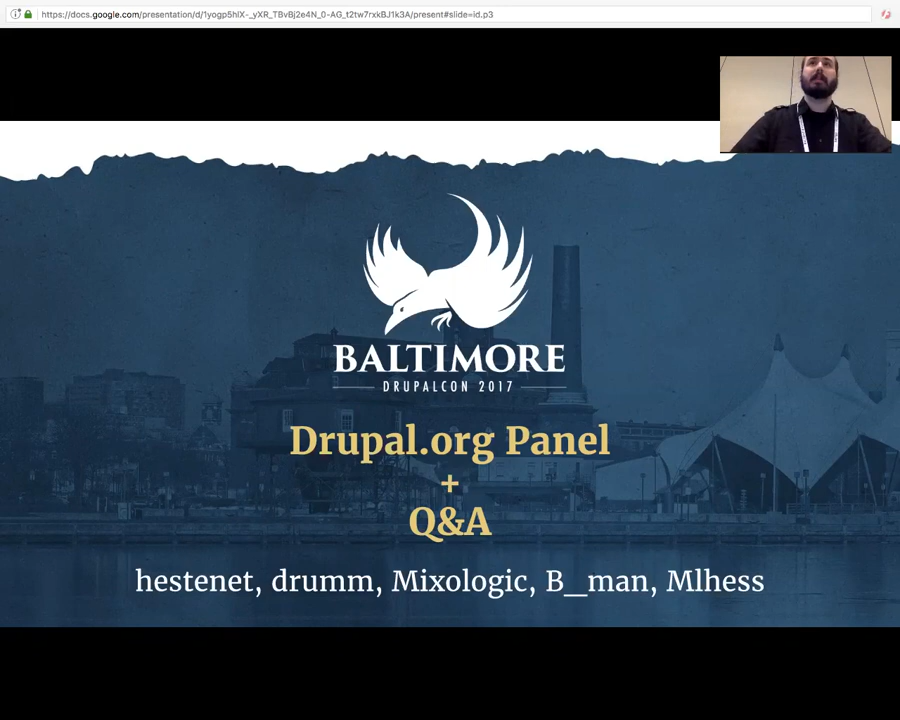 https://docs.google.com/presentation/d/1yogp5hlX-_yXR_TBvBj2e4N_0-AG_t2tw7rxkBJ1k3A/present#slide=id.p3
BALTIMORE
DRUPALCON 2017
Drupal.org Panel
+
Q&A
hestenet, drumm, Mixologic, B_man, Mlhess